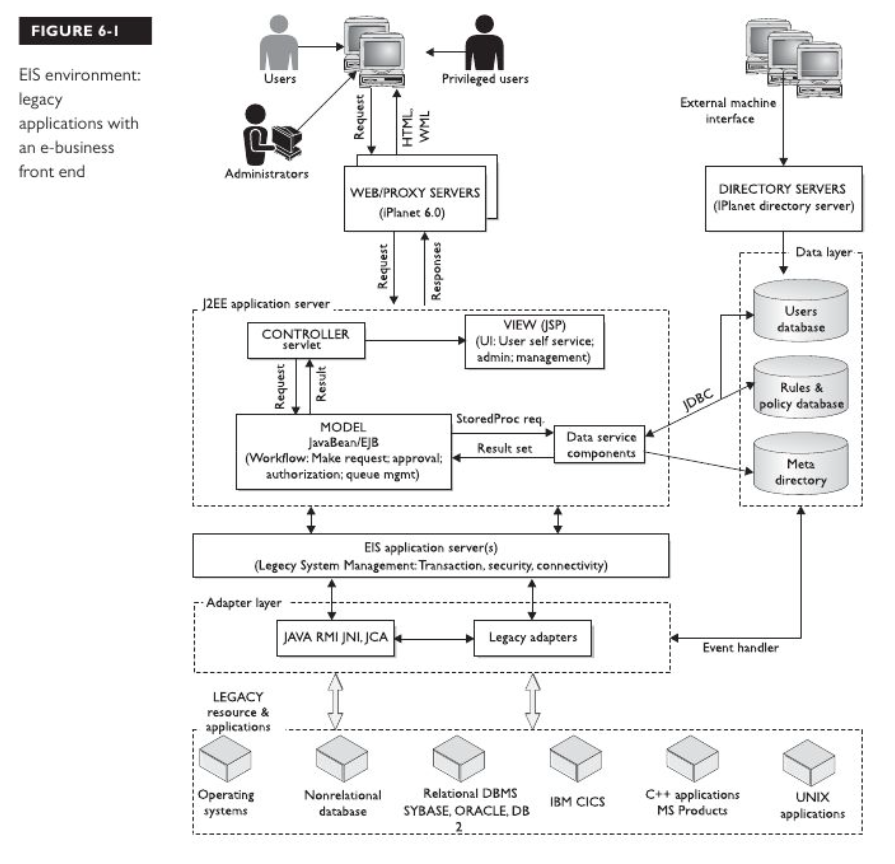 FIGURE 6-1
EIS environment:
legacy
applications with
an e-business
front end
Users
Privileged users
Administrators
Request
HTML,
WML
External machine
interface
WEB/PROXY SERVERS
(iPlanet 6.0)
DIRECTORY SERVERS
(IPlanet directory server)
Request
Responses
Data layer
J2EE application server
CONTROLLER
servlet
VIEW (JSP)
(UI: User self service;
admin; management)
Users
database
Request
Result
JDBC
Rules &
policy database
MODEL
JavaBean/EJB
(Workflow: Make request; approval;
authorization; queue mgmt)
StoredProc req.
Result set
Data service
components
Meta
directory
EIS application server(s)
(Legacy System Management: Transaction, security, connectivity)
Adapter layer
JAVA RMI JNI, JCA
Legacy adapters
Event handler
LEGACY
resource &
applications
Operating
systems
Nonrelational
database
Relational DBMS
SYBASE, ORACLE, DB
2
IBM CICS
C++ applications
MS Products
UNIX
applications